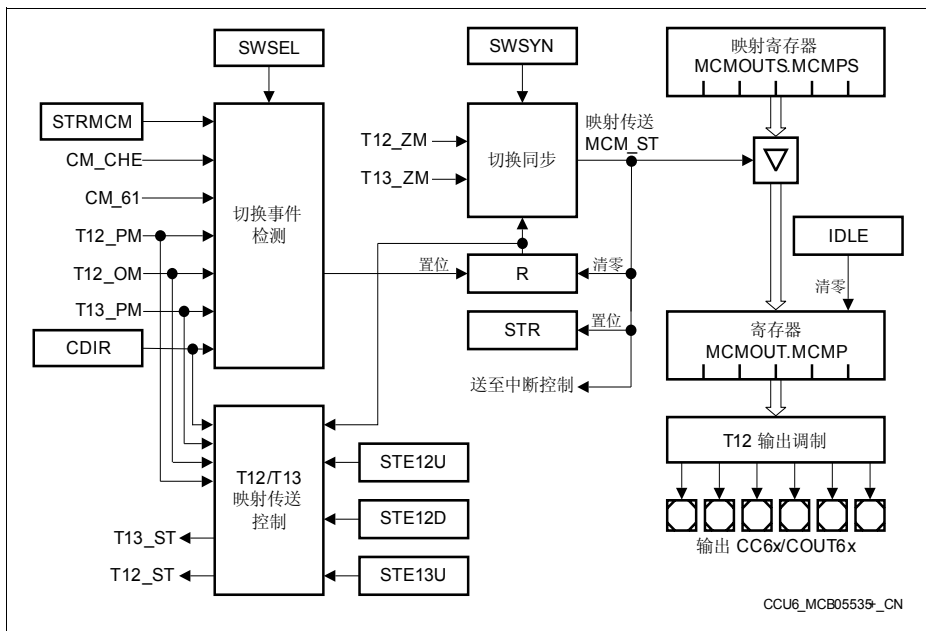 SWSEL
SWSYN
映射寄存器
MCMOUTS.MCMPS
STRMCM
CM_CHE
CM_61
T12_PM
T12_OM
T13_PM
CDIR
切换事件
检测
T12_ZM
T13_ZM
切换同步
映射传送
MCM_ST
IDLE
清零
置位
R
清零
STR
置位
送至中断控制
寄存器
MCMOUT.MCMP
T12 输出调制
T12/T13
映射传送
控制
STE12U
STE12D
STE13U
T13_ST
T12_ST
输出 CC6x/COUT6x
CCU6_MCB05535+_CN